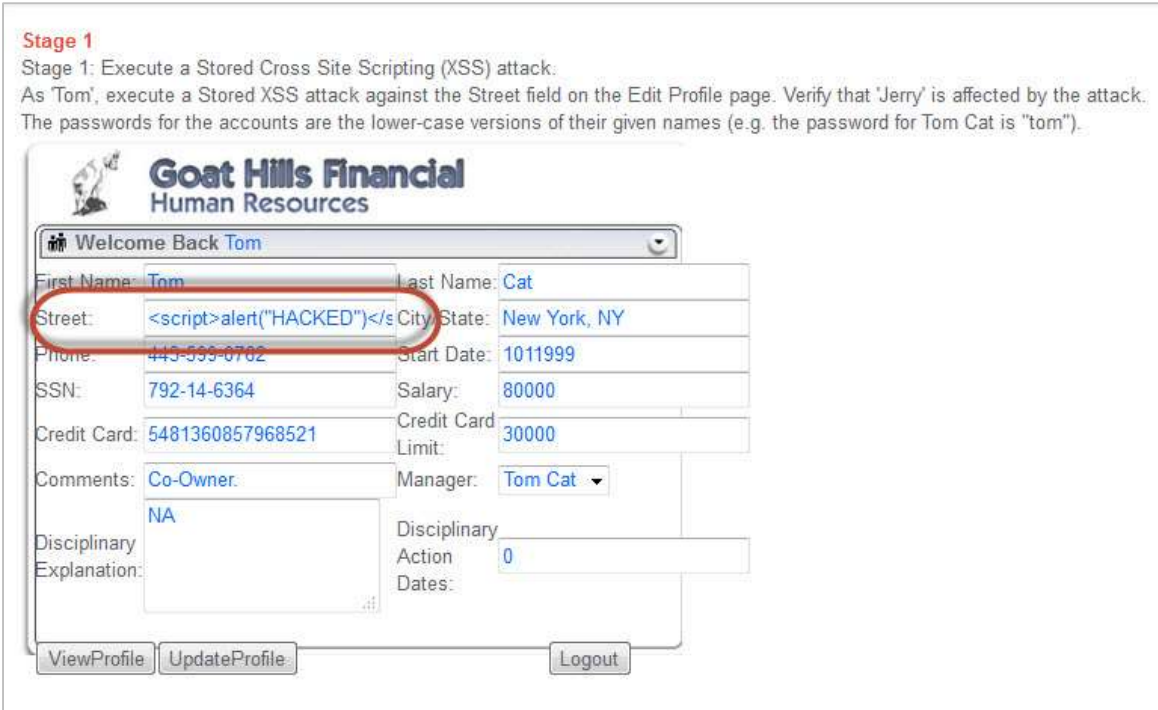 Stage 1
Stage 1: Execute a Stored Cross Site Scripting (XSS) attack.
As 'Tom', execute a Stored XSS attack against the Street field on the Edit Profile page. Verify that 'Jerry' is affected by the attack.
The passwords for the accounts are the lower-case versions of their given names (e.g. the password for Tom Cat is "tom").
Goat Hills Financial
Human Resources
Welcome Back Tom
First Name: Tom Last Name: Cat
Street: <script>alert("HACKED")</s City/State: New York, NY
Phone: 443-599-0762 Start Date: 1011999
SSN: 792-14-6364 Salary: 80000
Credit Card: 5481360857968521 Credit Card
Limit: 30000
Comments: Co-Owner. Manager: Tom Cat
Disciplinary
Explanation: NA
Disciplinary
Action
Dates: 0
ViewProfile UpdateProfile Logout